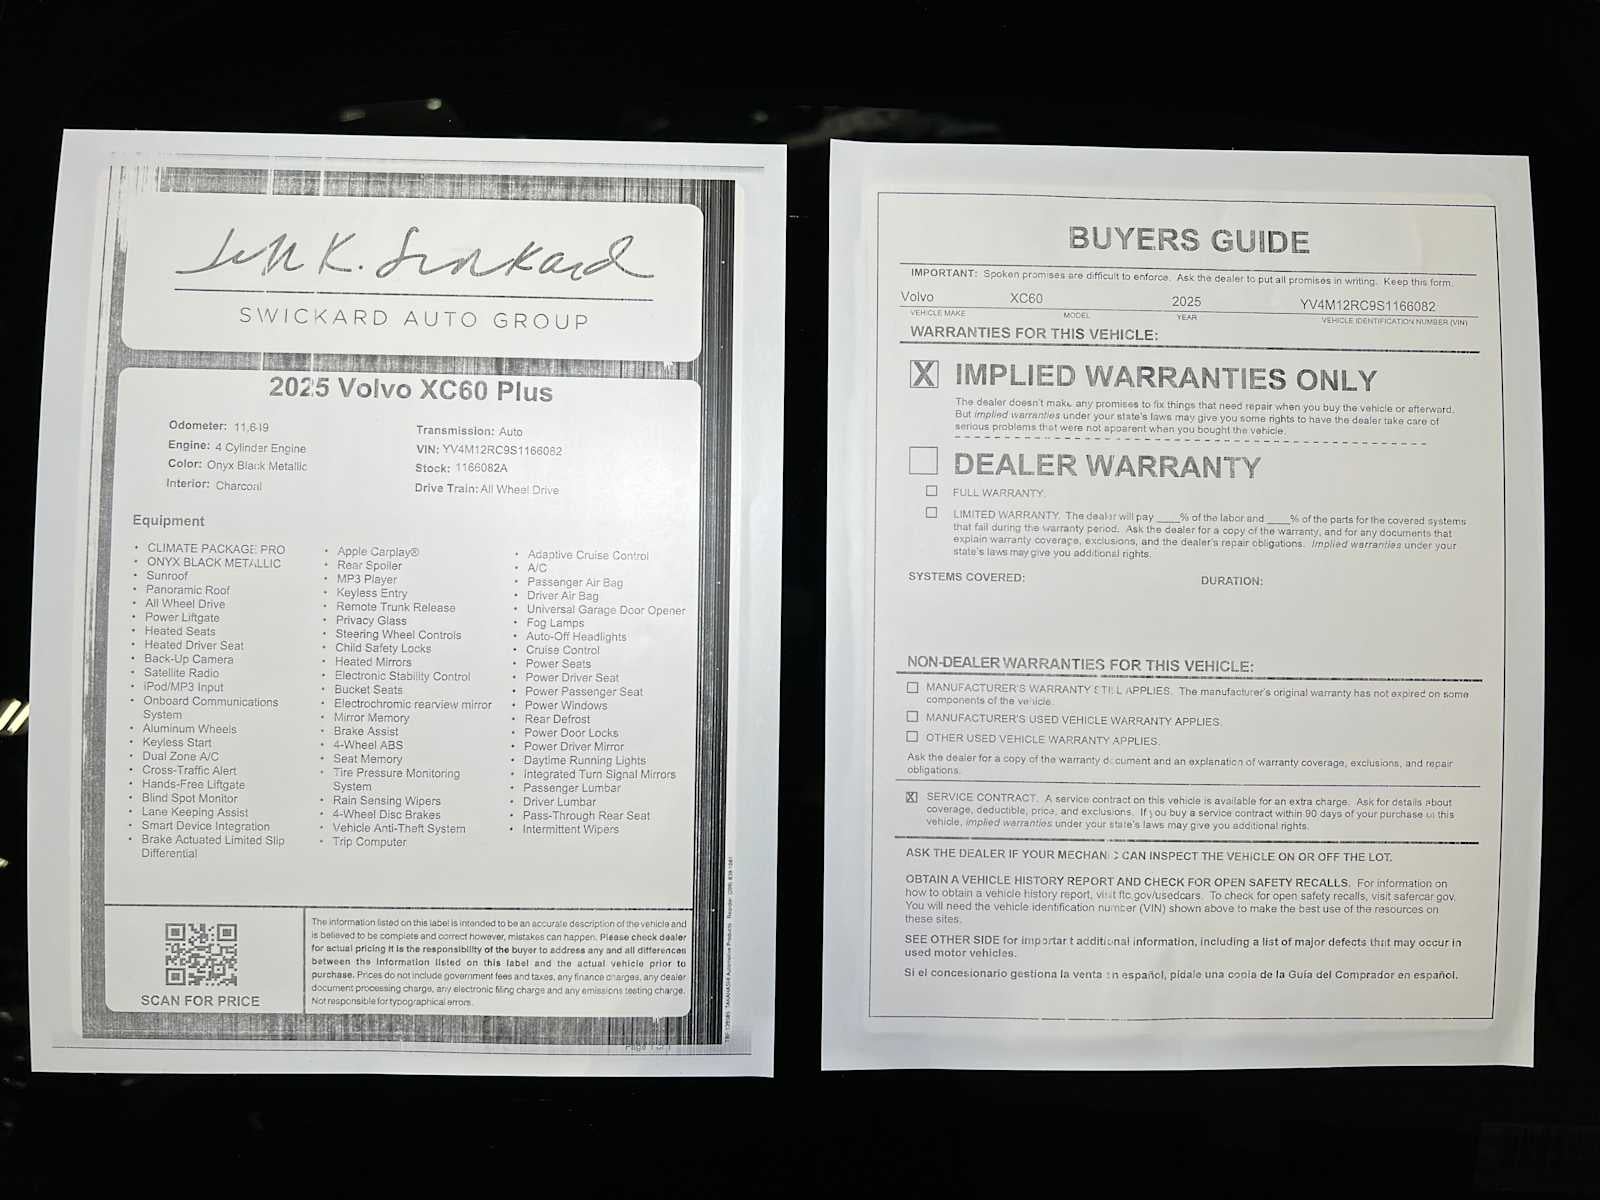 SWICKARD AUTO GROUP
2025 Volvo XC60 Plus
Odometer: 11,649
Engine: 4 Cylinder Engine
Color: Onyx Black Metallic
Interior: Charcoal
Transmission: Auto
VIN: YV4M12RC9S1166082
Stock: 1166082A
Drive Train: All Wheel Drive
Equipment
• CLIMATE PACKAGE PRO
• ONYX BLACK METALLIC
• Sunroof
• Panoramic Roof
• All Wheel Drive
• Power Liftgate
• Heated Seats
• Heated Driver Seat
• Back-Up Camera
• Satellite Radio
• iPod/MP3 Input
• Onboard Communications
System
• Aluminum Wheels
• Keyless Start
• Dual Zone A/C
• Cross-Traffic Alert
• Hands-Free Liftgate
• Blind Spot Monitor
• Lane Keeping Assist
• Smart Device Integration
• Brake Actuated Limited Slip
Differential
• Apple Carplay®
• Rear Spoiler
• MP3 Player
• Keyless Entry
• Remote Trunk Release
• Privacy Glass
• Steering Wheel Controls
• Child Safety Locks
• Heated Mirrors
• Electronic Stability Control
• Bucket Seats
• Electrochromic rearview mirror
• Mirror Memory
• Brake Assist
• 4-Wheel ABS
• Seat Memory
• Tire Pressure Monitoring
System
• Rain Sensing Wipers
• 4-Wheel Disc Brakes
• Vehicle Anti-Theft System
• Trip Computer
• Adaptive Cruise Control
• A/C
• Passenger Air Bag
• Driver Air Bag
• Universal Garage Door Opener
• Fog Lamps
• Auto-Off Headlights
• Cruise Control
• Power Seats
• Power Driver Seat
• Power Passenger Seat
• Power Windows
• Rear Defrost
• Power Door Locks
• Power Driver Mirror
• Daytime Running Lights
• Integrated Turn Signal Mirrors
• Passenger Lumbar
• Driver Lumbar
• Pass-Through Rear Seat
• Intermittent Wipers
SCAN FOR PRICE
The information listed on this label is intended to be an accurate description of the vehicle and
is believed to be complete and correct however, mistakes can happen. Please check dealer
for actual pricing It is the responsibility of the buyer to address any and all differences
between the information listed on this label and the actual vehicle prior to
purchase. Prices do not include government fees and taxes, any finance charges, any dealer
document processing charge, any electronic filing charge and any emissions testing charge.
Not responsible for typographical errors.
Page 1 of 1
BUYERS GUIDE
IMPORTANT: Spoken promises are difficult to enforce. Ask the dealer to put all promises in writing. Keep this form.
Volvo XC60 2025 YV4M12RC9S1166082
VEHICLE MAKE MODEL YEAR VEHICLE IDENTIFICATION NUMBER (VIN)
WARRANTIES FOR THIS VEHICLE:
X IMPLIED WARRANTIES ONLY
The dealer doesn't make any promises to fix things that need repair when you buy the vehicle or afterward.
But implied warranties under your state's laws may give you some rights to have the dealer take care of
serious problems that were not apparent when you bought the vehicle.
DEALER WARRANTY
FULL WARRANTY.
LIMITED WARRANTY. The dealer will pay ____% of the labor and ____% of the parts for the covered systems
that fail during the warranty period. Ask the dealer for a copy of the warranty, and for any documents that
explain warranty coverage, exclusions, and the dealer's repair obligations. Implied warranties under your
state's laws may give you additional rights.
SYSTEMS COVERED: DURATION:
NON-DEALER WARRANTIES FOR THIS VEHICLE:
MANUFACTURER'S WARRANTY STILL APPLIES. The manufacturer's original warranty has not expired on some
components of the vehicle.
MANUFACTURER'S USED VEHICLE WARRANTY APPLIES.
OTHER USED VEHICLE WARRANTY APPLIES.
Ask the dealer for a copy of the warranty document and an explanation of warranty coverage, exclusions, and repair
obligations.
X SERVICE CONTRACT. A service contract on this vehicle is available for an extra charge. Ask for details about
coverage, deductible, price, and exclusions. If you buy a service contract within 90 days of your purchase of this
vehicle, implied warranties under your state's laws may give you additional rights.
ASK THE DEALER IF YOUR MECHANIC CAN INSPECT THE VEHICLE ON OR OFF THE LOT.
OBTAIN A VEHICLE HISTORY REPORT AND CHECK FOR OPEN SAFETY RECALLS. For information on
how to obtain a vehicle history report, visit ftc.gov/usedcars. To check for open safety recalls, visit safercar.gov.
You will need the vehicle identification number (VIN) shown above to make the best use of the resources on
these sites.
SEE OTHER SIDE for important additional information, including a list of major defects that may occur in
used motor vehicles.
Si el concesionario gestiona la venta en español, pídale una copia de la Guía del Comprador en español.